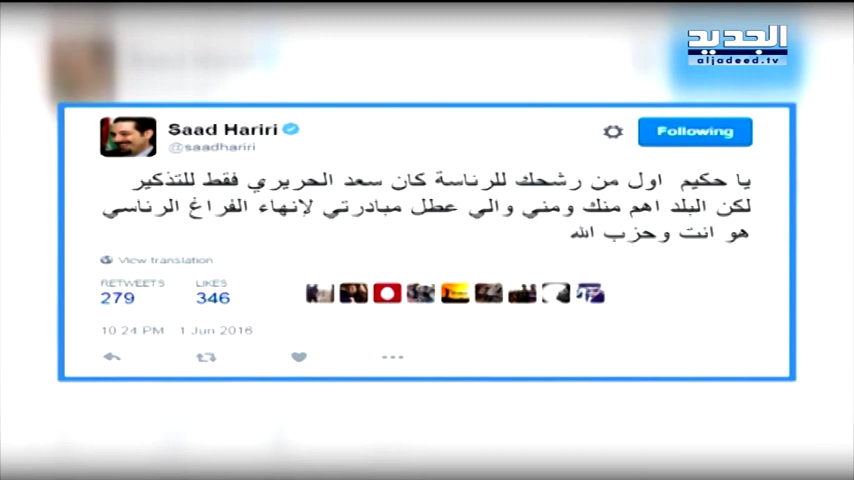 الجديد
aljadeed.tv
Saad Hariri
@saadhariri
Following
يا حكيم اول من رشحك للرئاسة كان سعد الحريري فقط للتذكير
لكن البلد اهم منك ومني والي عطل مبادرتي لإنهاء الفراغ الرئاسي
هو انت وحزب الله
View translation
RETWEETS LIKES
279 346
10:24 PM 1 Jun 2016